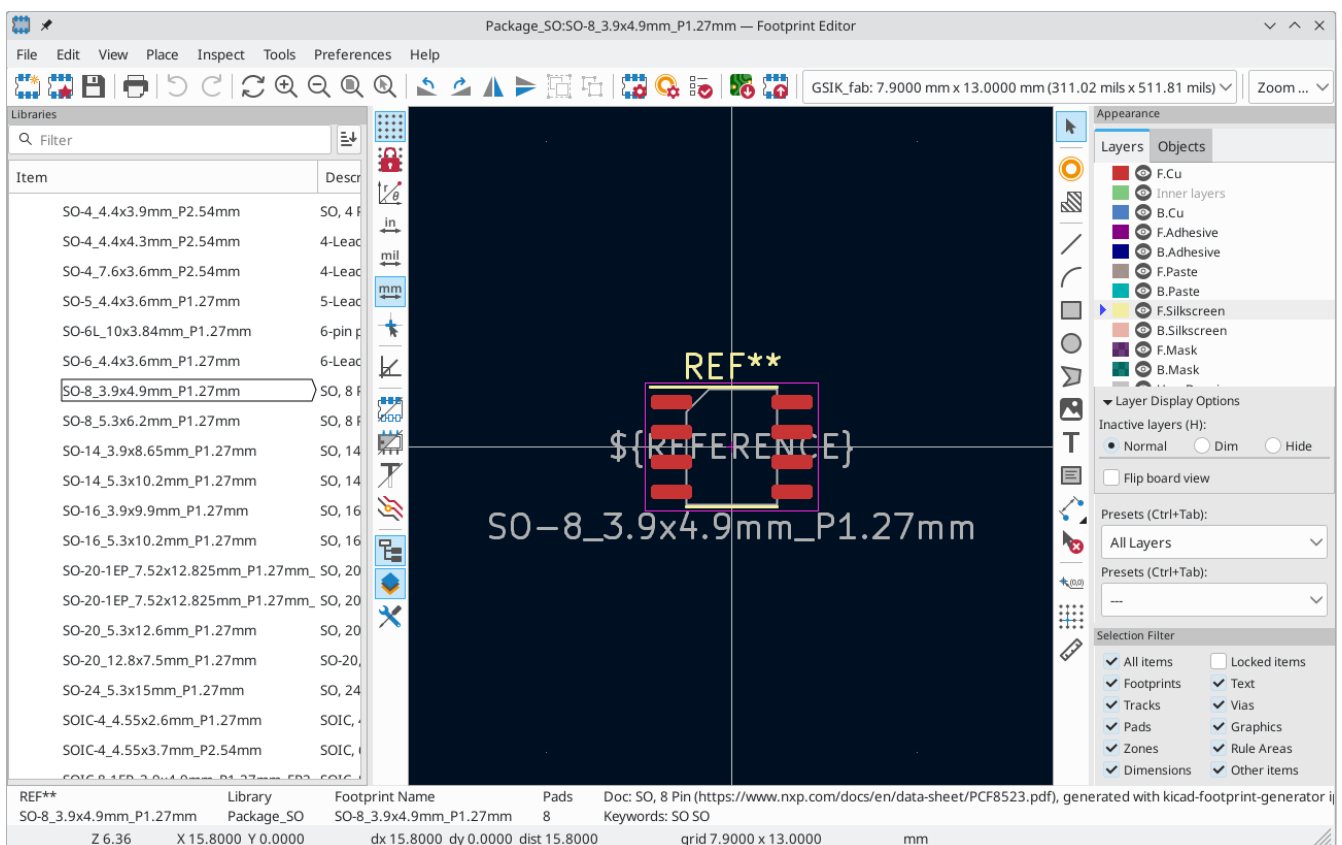 Package_SO:SO-8_3.9x4.9mm_P1.27mm — Footprint Editor
File Edit View Place Inspect Tools Preferences Help
GSIK_fab: 7.9000 mm x 13.0000 mm (311.02 mils x 511.81 mils) Zoom ...
Libraries
Filter
Item Descr
SO-4_4.4x3.9mm_P2.54mm SO, 4
SO-4_4.4x4.3mm_P2.54mm 4-Lead
SO-4_7.6x3.6mm_P2.54mm 4-Lead
SO-5_4.4x3.6mm_P1.27mm 5-Lead
SO-6L_10x3.84mm_P1.27mm 6-pin
SO-6_4.4x3.6mm_P1.27mm 6-Lead
SO-8_3.9x4.9mm_P1.27mm SO, 8
SO-8_5.3x6.2mm_P1.27mm SO, 8
SO-14_3.9x8.65mm_P1.27mm SO, 14
SO-14_5.3x10.2mm_P1.27mm SO, 14
SO-16_3.9x9.9mm_P1.27mm SO, 16
SO-16_5.3x10.2mm_P1.27mm SO, 16
SO-20-1EP_7.52x12.825mm_P1.27mm_ SO, 20
SO-20-1EP_7.52x12.825mm_P1.27mm_ SO, 20
SO-20_5.3x12.6mm_P1.27mm SO, 20
SO-20_12.8x7.5mm_P1.27mm SO-20,
SO-24_5.3x15mm_P1.27mm SO, 24
SOIC-4_4.55x2.6mm_P1.27mm SOIC,
SOIC-4_4.55x3.7mm_P2.54mm SOIC,
in
mil
mm
REF**
${REFERENCE}
SO-8_3.9x4.9mm_P1.27mm
T
(0,0)
Appearance
Layers Objects
F.Cu
Inner layers
B.Cu
F.Adhesive
B.Adhesive
F.Paste
B.Paste
F.Silkscreen
B.Silkscreen
F.Mask
B.Mask
Layer Display Options
Inactive layers (H):
Normal Dim Hide
Flip board view
Presets (Ctrl+Tab):
All Layers
Presets (Ctrl+Tab):
---
Selection Filter
All items Locked items
Footprints Text
Tracks Vias
Pads Graphics
Zones Rule Areas
Dimensions Other items
REF** Library Footprint Name Pads Doc: SO, 8 Pin (https://www.nxp.com/docs/en/data-sheet/PCF8523.pdf), generated with kicad-footprint-generator
SO-8_3.9x4.9mm_P1.27mm Package_SO SO-8_3.9x4.9mm_P1.27mm 8 Keywords: SO SO
Z 6.36 X 15.8000 Y 0.0000 dx 15.8000 dy 0.0000 dist 15.8000 grid 7.9000 x 13.0000 mm